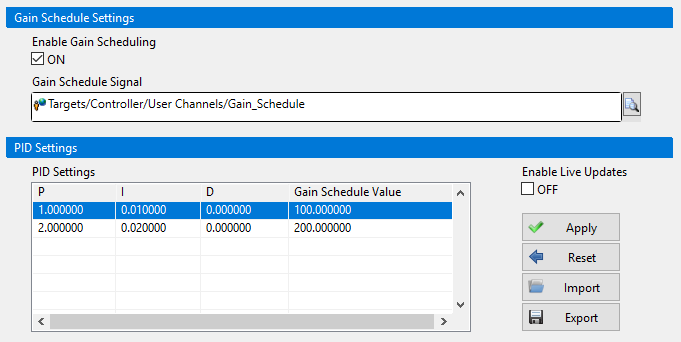 Gain Schedule Settings
Enable Gain Scheduling
ON
Gain Schedule Signal
Targets/Controller/User Channels/Gain_Schedule
PID Settings
PID Settings
Enable Live Updates
OFF
P I D Gain Schedule Value
1.000000 0.010000 0.000000 100.000000
2.000000 0.020000 0.000000 200.000000
Apply
Reset
Import
Export